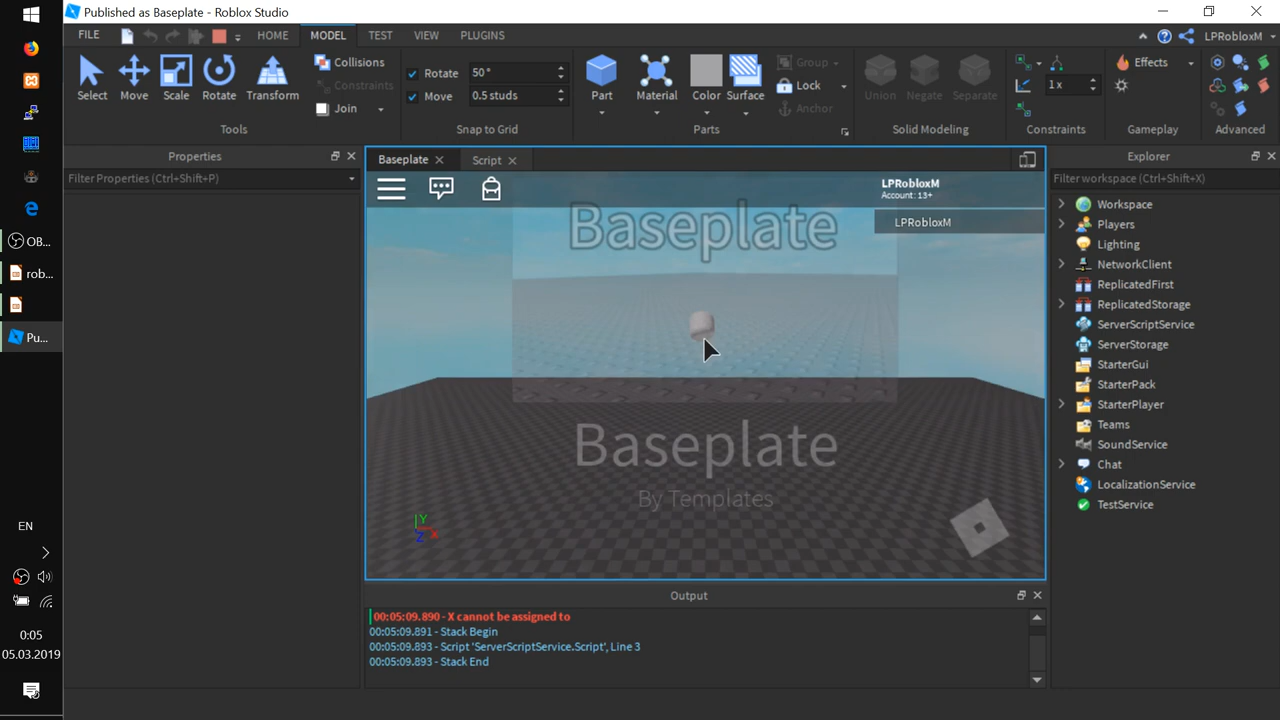 Published as Baseplate - Roblox Studio
FILE
HOME
MODEL
TEST
VIEW
PLUGINS
LPRobloxM
Select
Move
Scale
Rotate
Transform
Collisions
Constraints
Join
Tools
Rotate
50°
Move
0.5 studs
Snap to Grid
Part
Material
Color
Surface
Group
Lock
Anchor
Parts
Union
Negate
Separate
Solid Modeling
1 x
Constraints
Effects
Gameplay
Advanced
Properties
Filter Properties (Ctrl+Shift+P)
Baseplate
Script
LPRobloxM
Account: 13+
LPRobloxM
Baseplate
Baseplate
By Templates
Y
X
Z
Explorer
Filter workspace (Ctrl+Shift+X)
Workspace
Players
Lighting
NetworkClient
ReplicatedFirst
ReplicatedStorage
ServerScriptService
ServerStorage
StarterGui
StarterPack
StarterPlayer
Teams
SoundService
Chat
LocalizationService
TestService
Output
00:05:09.890 - X cannot be assigned to
00:05:09.891 - Stack Begin
00:05:09.893 - Script 'ServerScriptService.Script', Line 3
00:05:09.893 - Stack End
OB...
rob...
Pu...
EN
0:05
05.03.2019